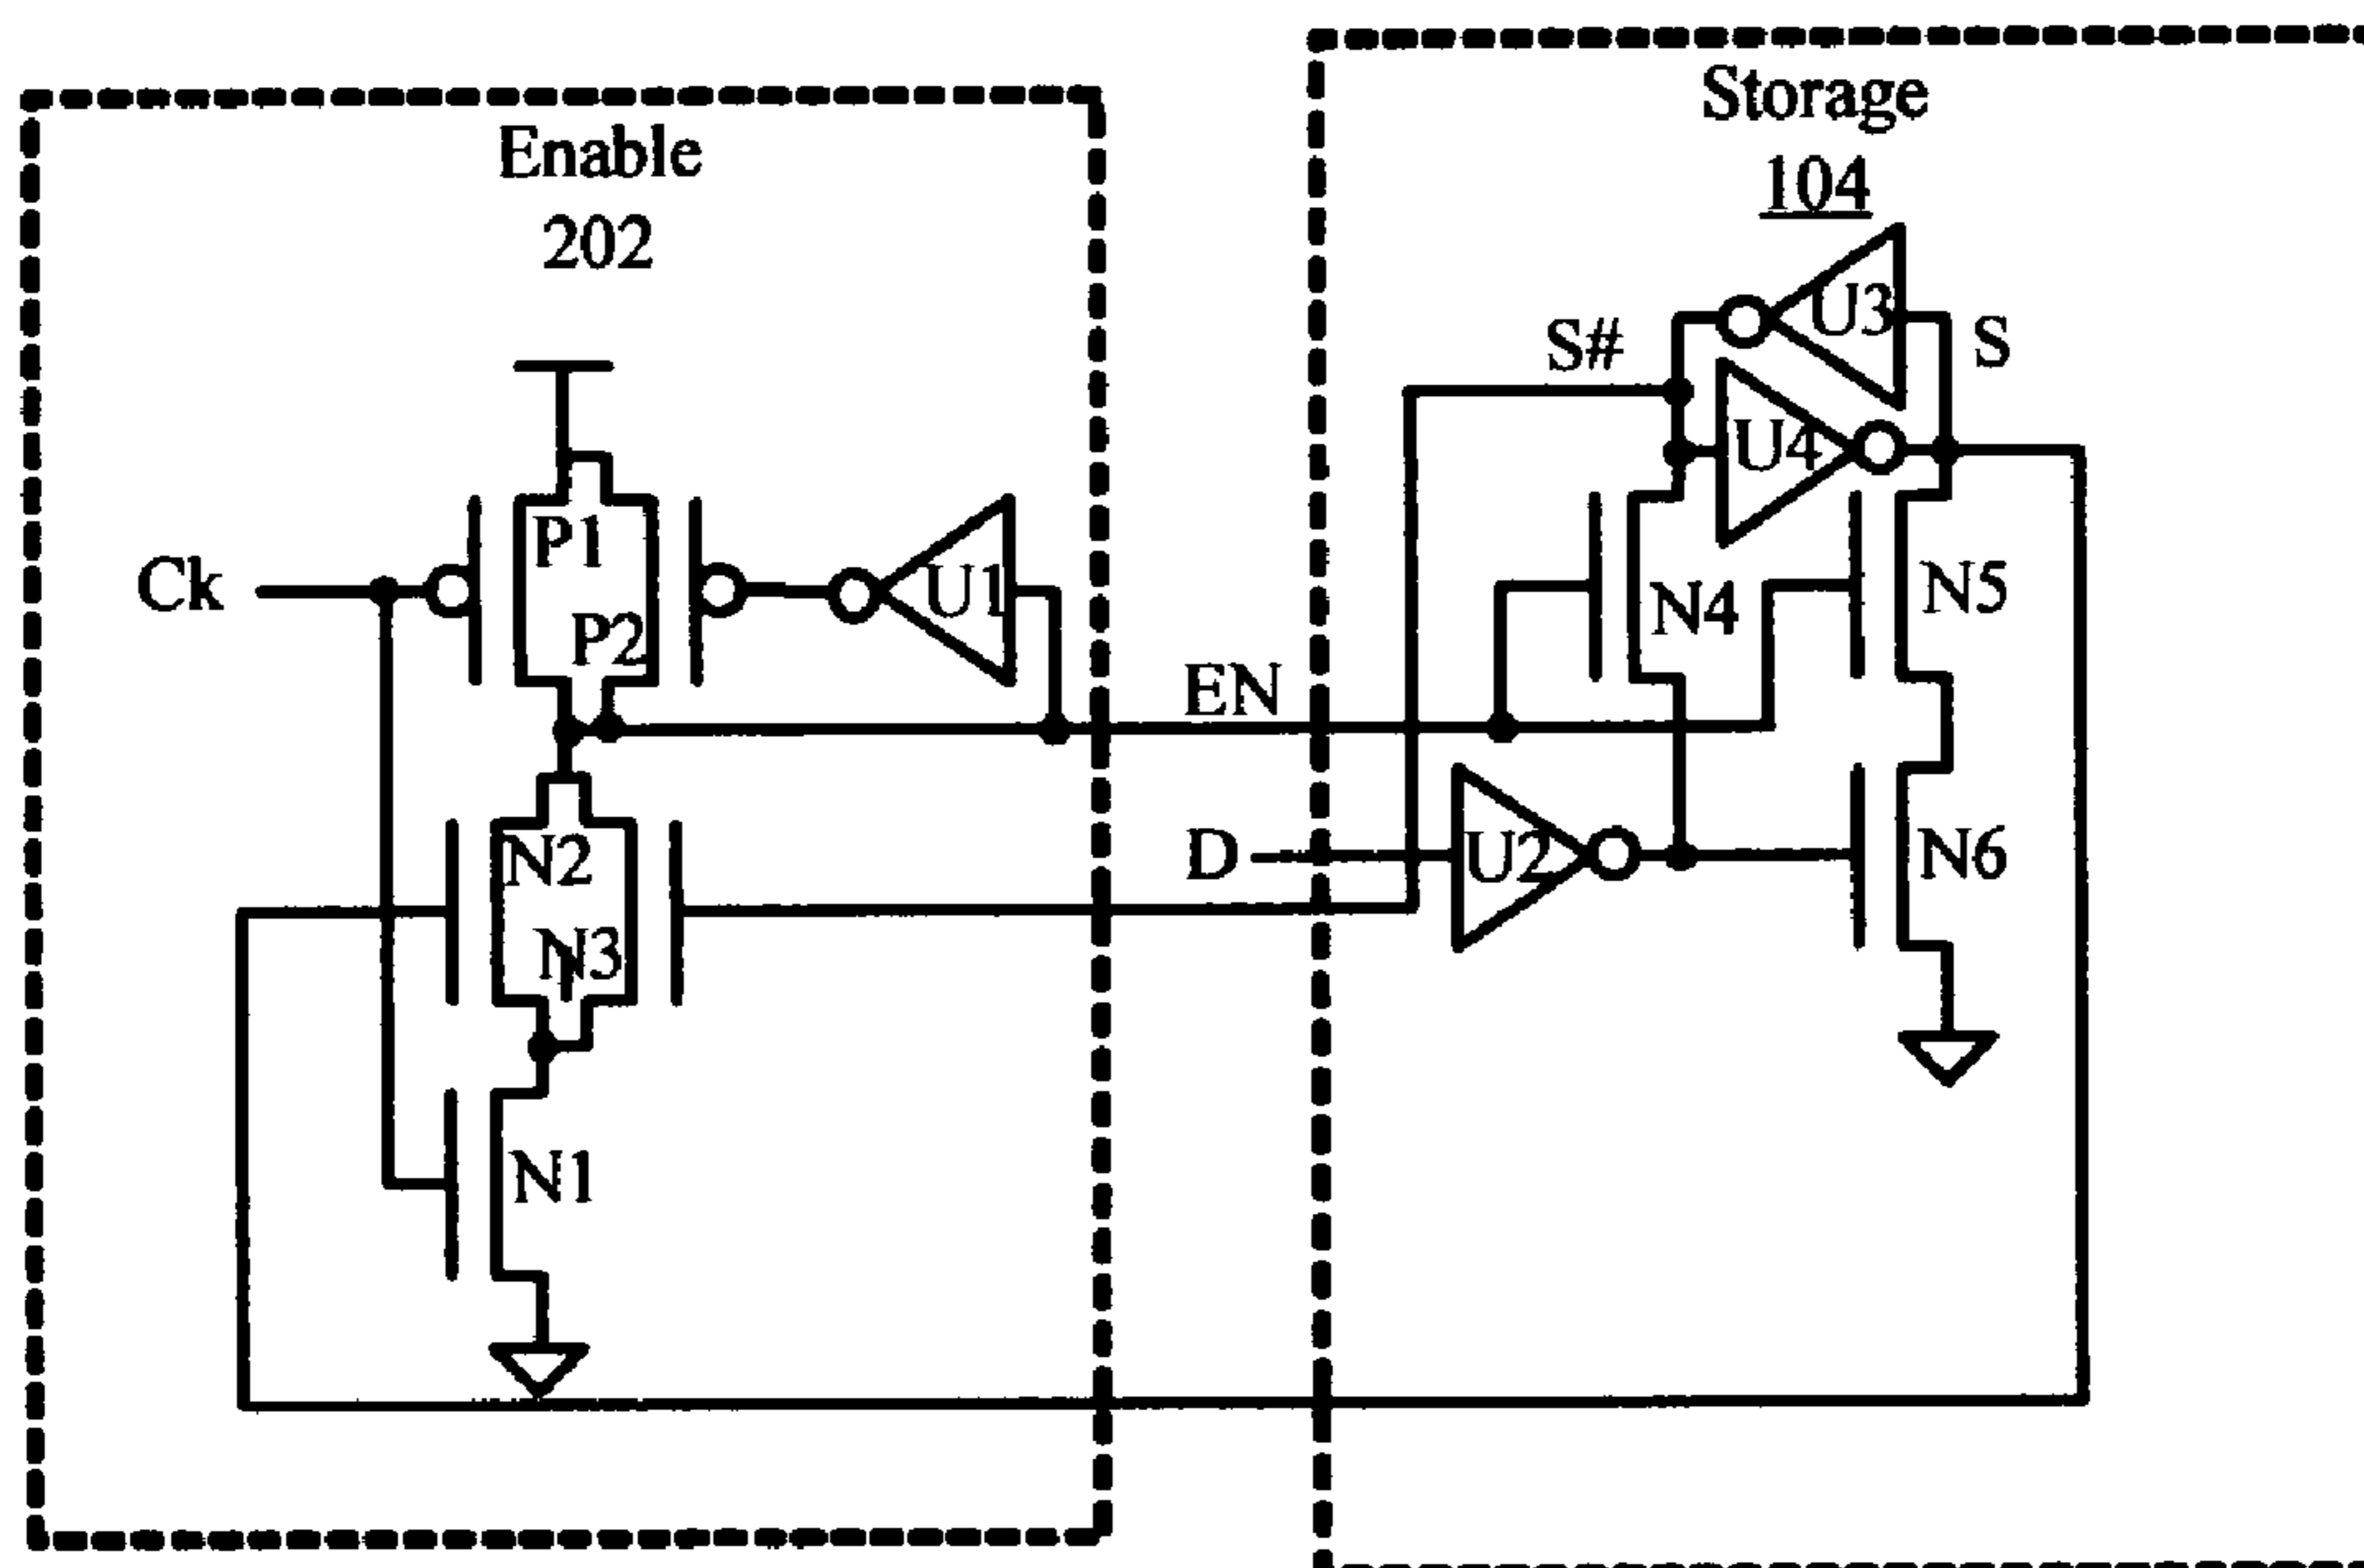 Enable
202
Storage
104
U3
S#
S
U4
P1
Ck
U1
N5
N4
P2
EN
N2
D
U2
N6
N3
N1